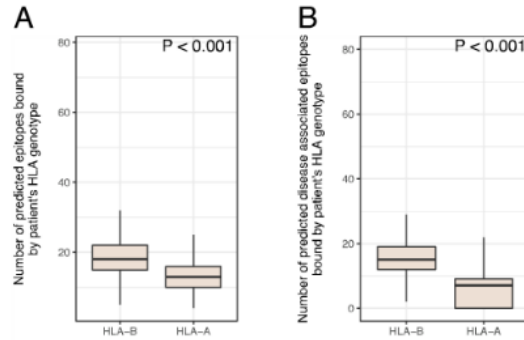 A
Number of predicted epitopes bound
by patient's HLA genotype
80
60
40
20
P < 0.001
HLA-B
HLA-A
B
Number of predicted disease associated epitopes
bound by patient's HLA genotype
80
60
40
20
0
P < 0.001
HLA-B
HLA-A